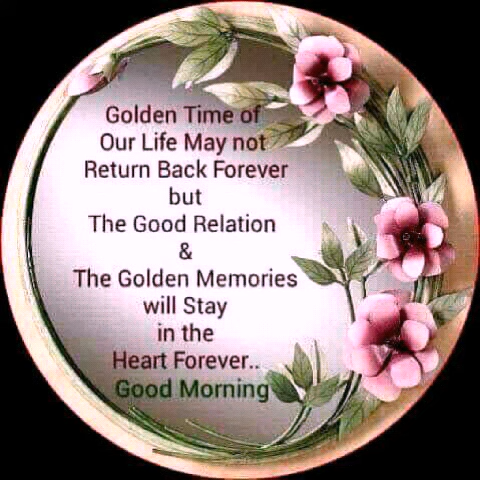 Golden Time of
Our Life May not
Return Back Forever
but
The Good Relation
&
The Golden Memories
will Stay
in the
Heart Forever..
Good Morning